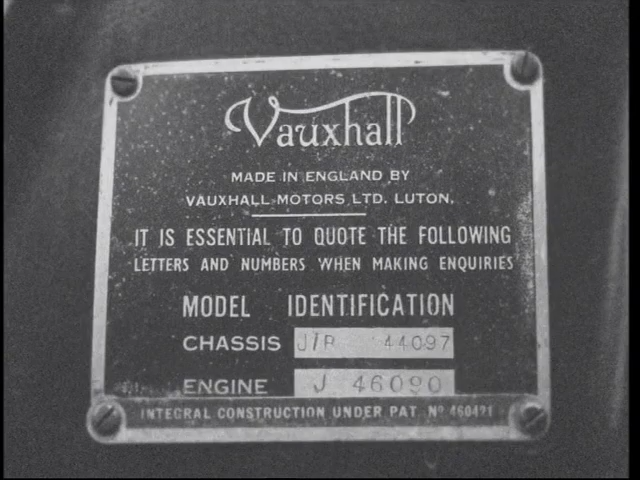 Vauxhall
MADE IN ENGLAND BY
VAUXHALL MOTORS LTD. LUTON.
IT IS ESSENTIAL TO QUOTE THE FOLLOWING
LETTERS AND NUMBERS WHEN MAKING ENQUIRIES
MODEL IDENTIFICATION
CHASSIS J/R 44097
ENGINE J 46090
INTEGRAL CONSTRUCTION UNDER PAT. Nº 460421